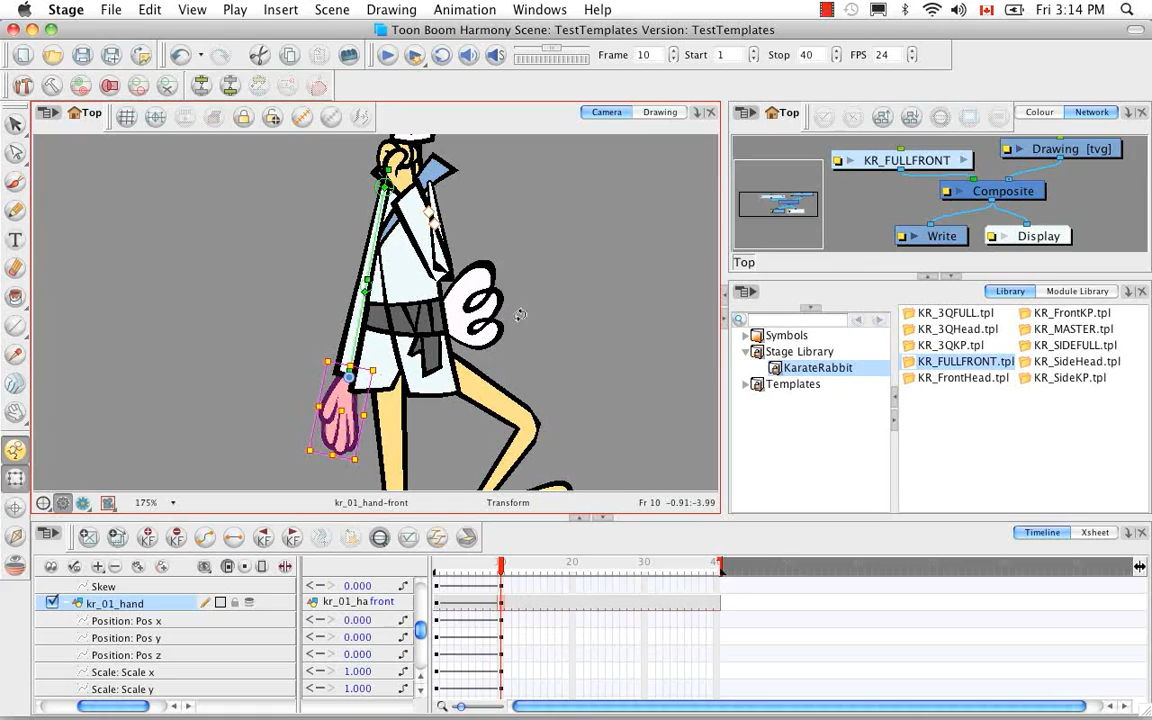 Stage File Edit View Play Insert Scene Drawing Animation Windows Help Fri 3:14 PM
Toon Boom Harmony Scene: TestTemplates Version: TestTemplates
Frame 10 Start 1 Stop 40 FPS 24
Top Camera Drawing Top Colour Network
KR_FULLFRONT Drawing [tvg]
Composite
Write Display
Top
Library Module Library
Symbols
Stage Library
KarateRabbit
Templates
KR_3QFULL.tpl KR_FrontKP.tpl
KR_3QHead.tpl KR_MASTER.tpl
KR_3QKP.tpl KR_SIDEFULL.tpl
KR_FULLFRONT.tpl KR_SideHead.tpl
KR_FrontHead.tpl KR_SideKP.tpl
175% kr_01_hand-front Transform Fr 10 -0.91:-3.99
Timeline Xsheet
20 30
Skew 0.000
kr_01_hand kr_01_ha front
Position: Pos x 0.000
Position: Pos y 0.000
Position: Pos z 0.000
Scale: Scale x 1.000
Scale: Scale y 1.000